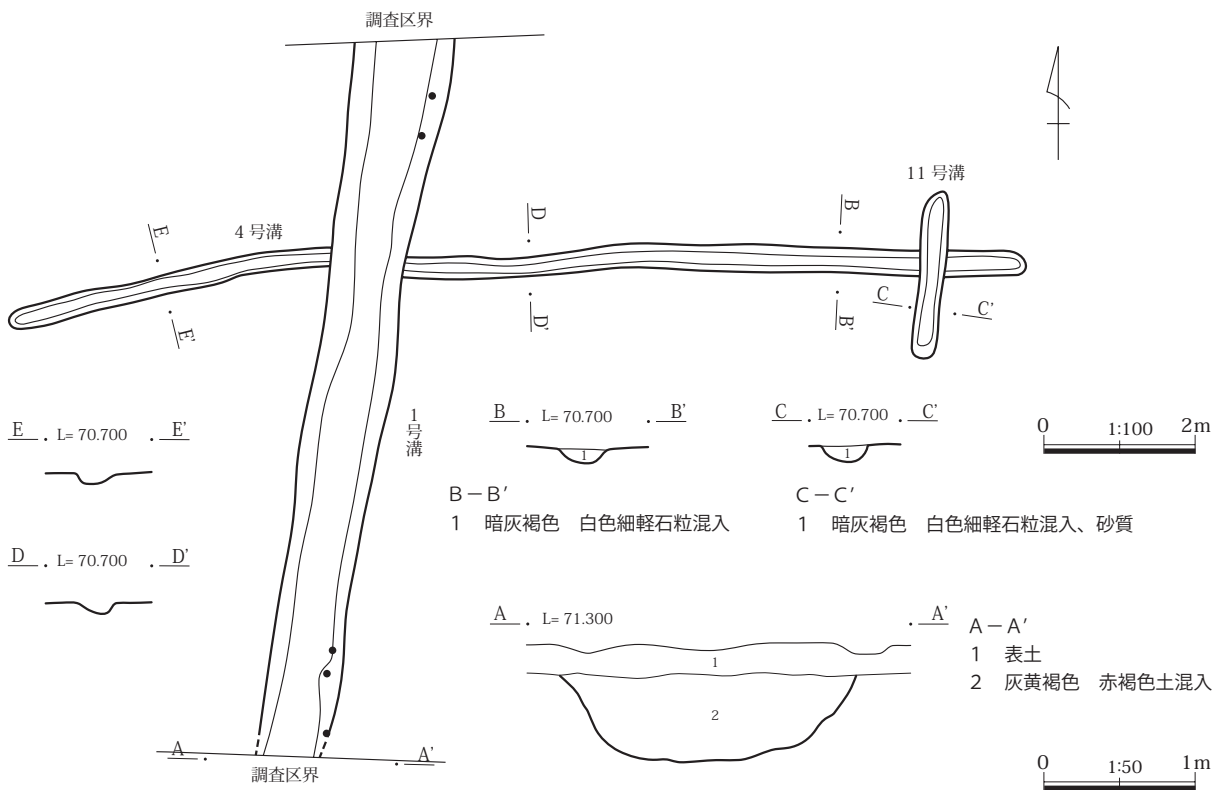 調査区界
11 号溝
B
D
E
4 号溝
C
C'
E'
D'
B'
1号溝
E L= 70.700 E'
B L= 70.700 B'
C L= 70.700 C'
0 1:100 2m
B－B'
1 暗灰褐色 白色細軽石粒混入
1
C－C'
1 暗灰褐色 白色細軽石粒混入、砂質
1
D L= 70.700 D'
A L= 71.300 A'
1
2
A－A'
1 表土
2 灰黄褐色 赤褐色土混入
A
A'
調査区界
0 1:50 1m